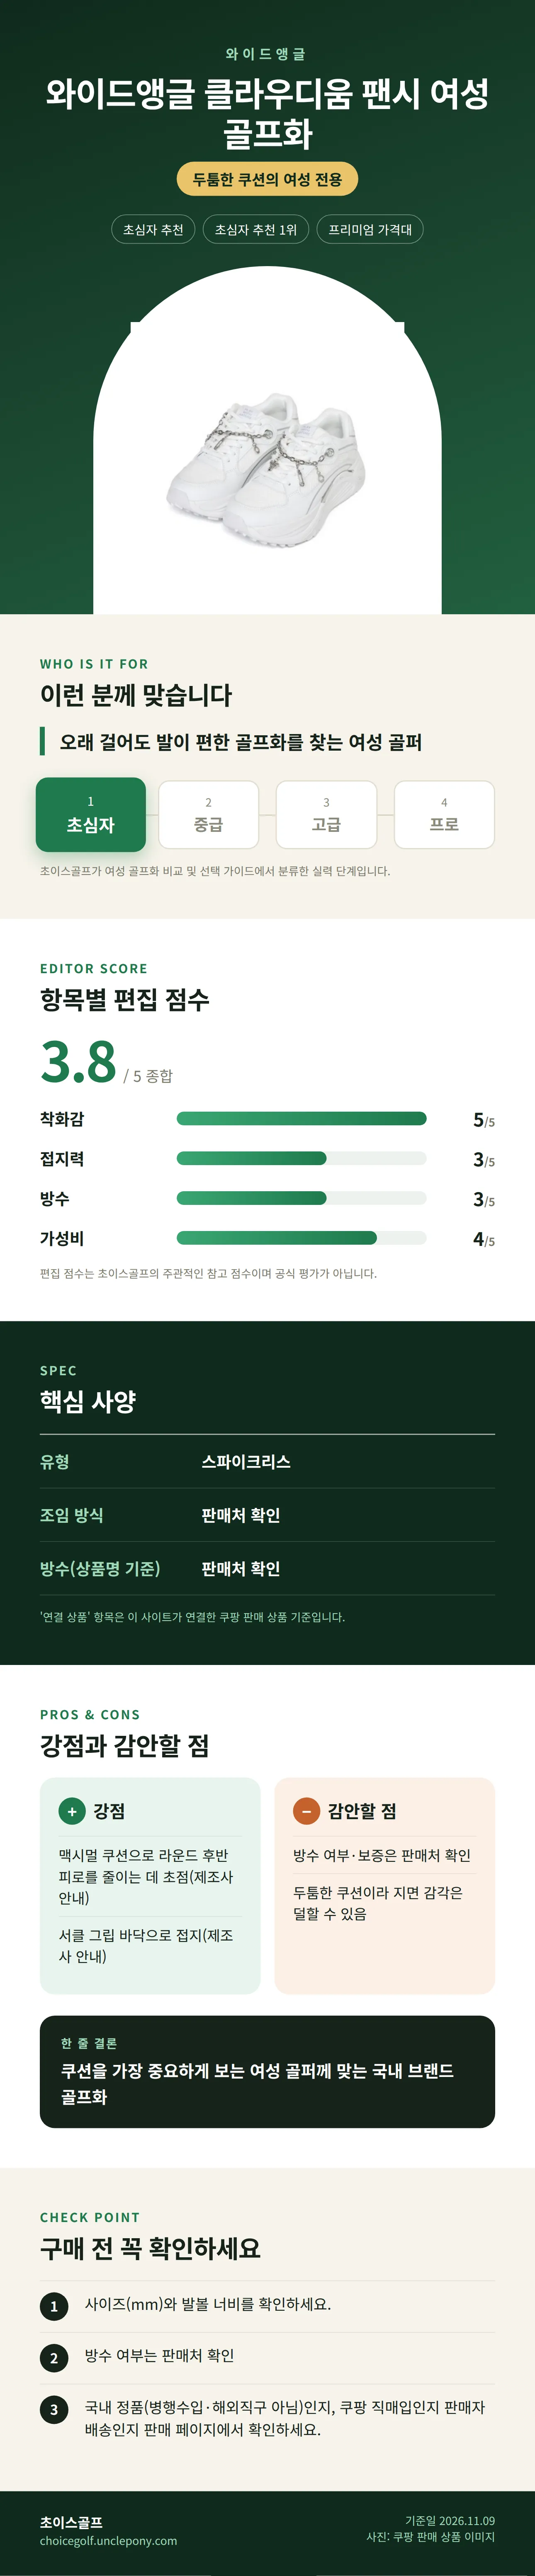 와이드앵글
와이드앵글 클라우디움 팬시 여성
골프화
두툼한 쿠션의 여성 전용
초심자 추천
초심자 추천 1위
프리미엄 가격대
WHO IS IT FOR
이런 분께 맞습니다
오래 걸어도 발이 편한 골프화를 찾는 여성 골퍼
1
초심자
2
중급
3
고급
4
프로
초이스골프가 여성 골프화 비교 및 선택 가이드에서 분류한 실력 단계입니다.
EDITOR SCORE
항목별 편집 점수
3.8 / 5 종합
착화감 5/5
접지력 3/5
방수 3/5
가성비 4/5
편집 점수는 초이스골프의 주관적인 참고 점수이며 공식 평가가 아닙니다.
SPEC
핵심 사양
유형 스파이크리스
조임 방식 판매처 확인
방수(상품명 기준) 판매처 확인
'연결 상품' 항목은 이 사이트가 연결한 쿠팡 판매 상품 기준입니다.
PROS & CONS
강점과 감안할 점
+ 강점
맥시멀 쿠션으로 라운드 후반
피로를 줄이는 데 초점(제조사
안내)
서클 그립 바닥으로 접지(제조
사 안내)
− 감안할 점
방수 여부·보증은 판매처 확인
두툼한 쿠션이라 지면 감각은
덜할 수 있음
한 줄 결론
쿠션을 가장 중요하게 보는 여성 골퍼께 맞는 국내 브랜드
골프화
CHECK POINT
구매 전 꼭 확인하세요
1 사이즈(mm)와 발볼 너비를 확인하세요.
2 방수 여부는 판매처 확인
3 국내 정품(병행수입·해외직구 아님)인지, 쿠팡 직매입인지 판매자
배송인지 판매 페이지에서 확인하세요.
초이스골프
choicegolf.unclepony.com
기준일 2026.11.09
사진: 쿠팡 판매 상품 이미지